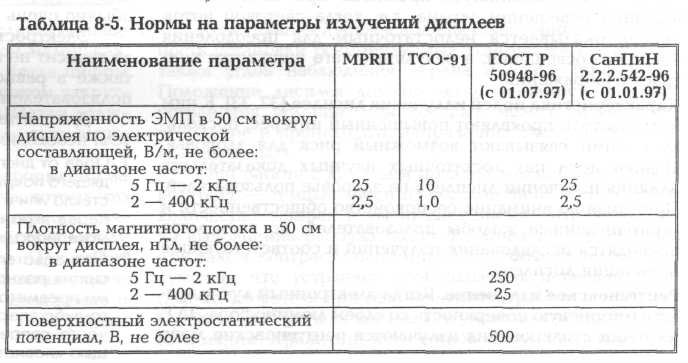 Таблица 8-5. Нормы на параметры излучений дисплеев
Наименование параметра MPRII TCO-91 ГОСТ Р 50948-96 (с 01.07.97) СанПиН 2.2.2.542-96 (с 01.01.97)
Напряженность ЭМП в 50 см вокруг
дисплея по электрической
составляющей, В/м, не более:
в диапазоне частот:
5 Гц — 2 кГц 25 10 25
2 — 400 кГц 2,5 1,0 2,5
Плотность магнитного потока в 50 см
вокруг дисплея, нТл, не более:
в диапазоне частот:
5 Гц — 2 кГц 250
2 — 400 кГц 25
Поверхностный электростатический
потенциал, В, не более 500